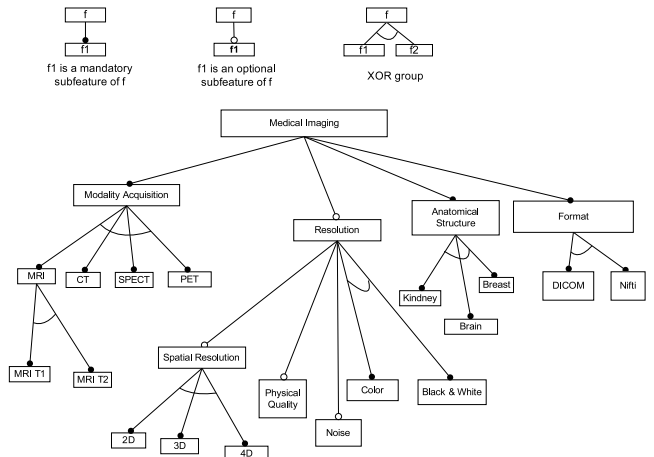 f
f
f
f1
f1
f1
f2
f1 is a mandatory
subfeature of f
f1 is an optional
subfeature of f
XOR group
Medical Imaging
Modality Acquisition
Resolution
Anatomical
Structure
Format
MRI
CT
SPECT
PET
Kindney
Brain
Breast
DICOM
Nifti
MRI T1
MRI T2
Spatial Resolution
Physical
Quality
Noise
Color
Black & White
2D
3D
4D